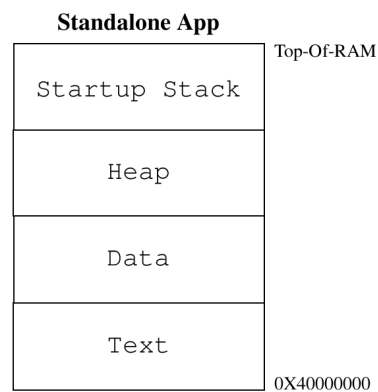 Standalone App
Top-Of-RAM
Startup Stack
Heap
Data
Text
0X40000000